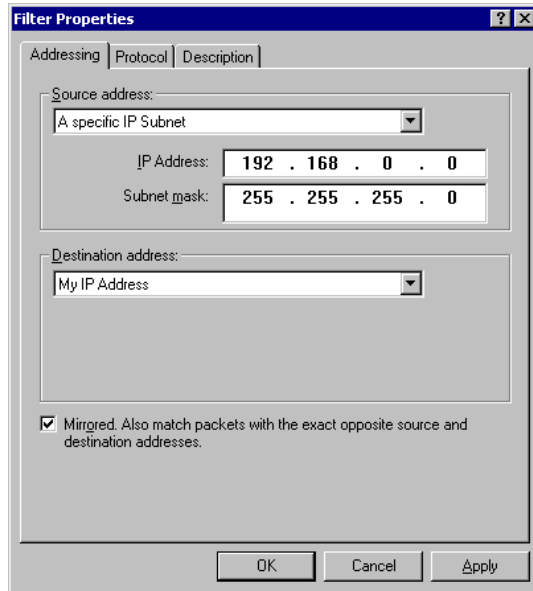 Filter Properties
Addressing Protocol Description
Source address:
A specific IP Subnet
IP Address: 192 . 168 . 0 . 0
Subnet mask: 255 . 255 . 255 . 0
Destination address:
My IP Address
Mirrored. Also match packets with the exact opposite source and
destination addresses.
OK Cancel Apply